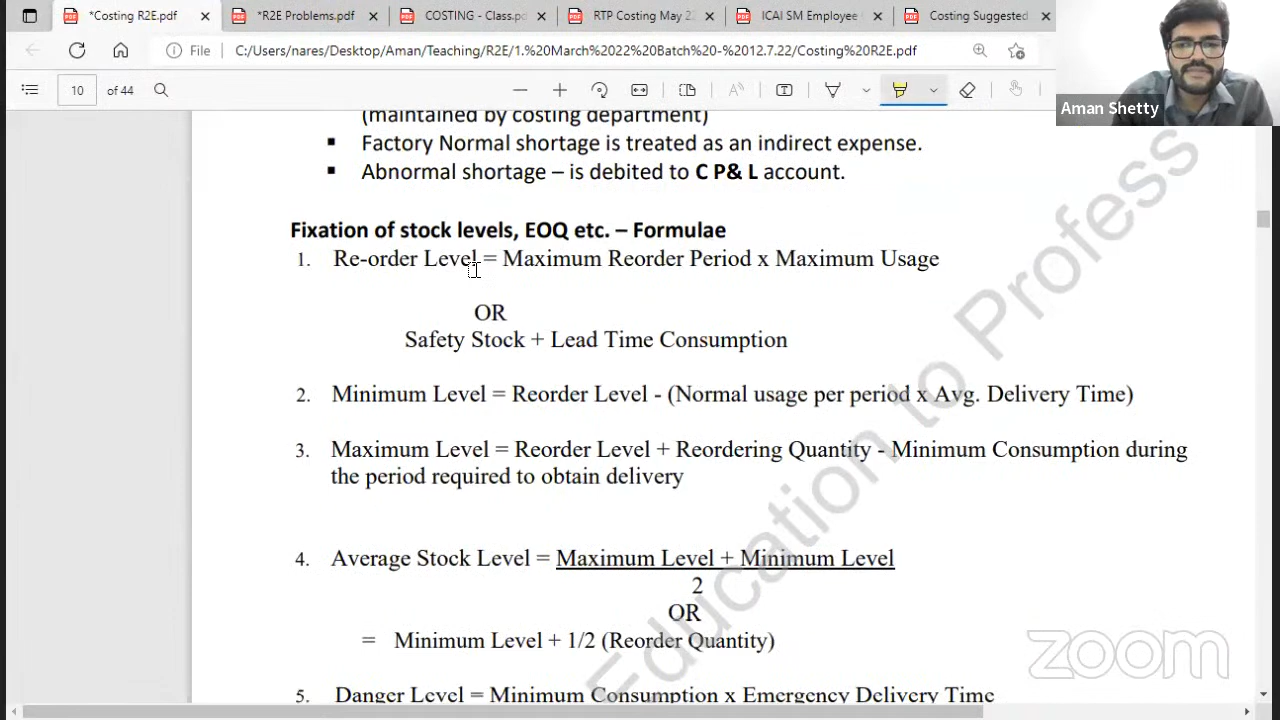 *Costing R2E.pdf
*R2E Problems.pdf
COSTING - Class.pd
RTP Costing May 2
ICAI SM Employee
Costing Suggested
File
C:/Users/nares/Desktop/Aman/Teaching/R2E/1.%20March%2022%20Batch%20-%2012.7.22/Costing%20R2E.pdf
10 of 44
Aman Shetty
(maintained by costing department)
▪ Factory Normal shortage is treated as an indirect expense.
▪ Abnormal shortage – is debited to C P& L account.
Fixation of stock levels, EOQ etc. – Formulae
1. Re-order Level = Maximum Reorder Period x Maximum Usage
OR
Safety Stock + Lead Time Consumption
2. Minimum Level = Reorder Level - (Normal usage per period x Avg. Delivery Time)
3. Maximum Level = Reorder Level + Reordering Quantity - Minimum Consumption during
the period required to obtain delivery
4. Average Stock Level = Maximum Level + Minimum Level
2
OR
= Minimum Level + 1/2 (Reorder Quantity)
5. Danger Level = Minimum Consumption x Emergency Delivery Time
Education to Profess
zoom